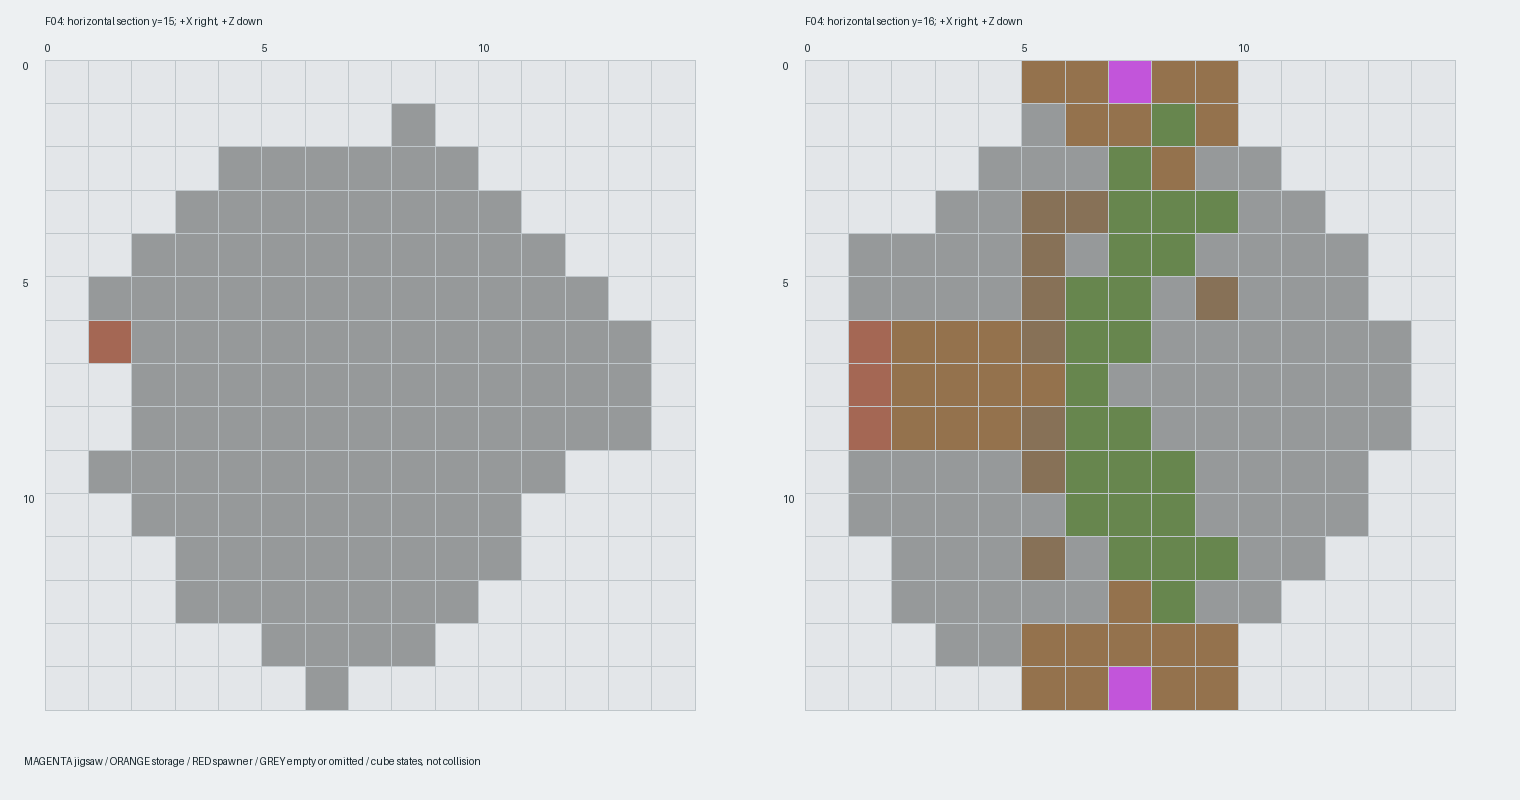 F04: horizontal section y=15; +X right, +Z down
F04: horizontal section y=16; +X right, +Z down
0 5 10
0 5 10
0
0
5
5
10
10
MAGENTA jigsaw / ORANGE storage / RED spawner / GREY empty or omitted / cube states, not collision